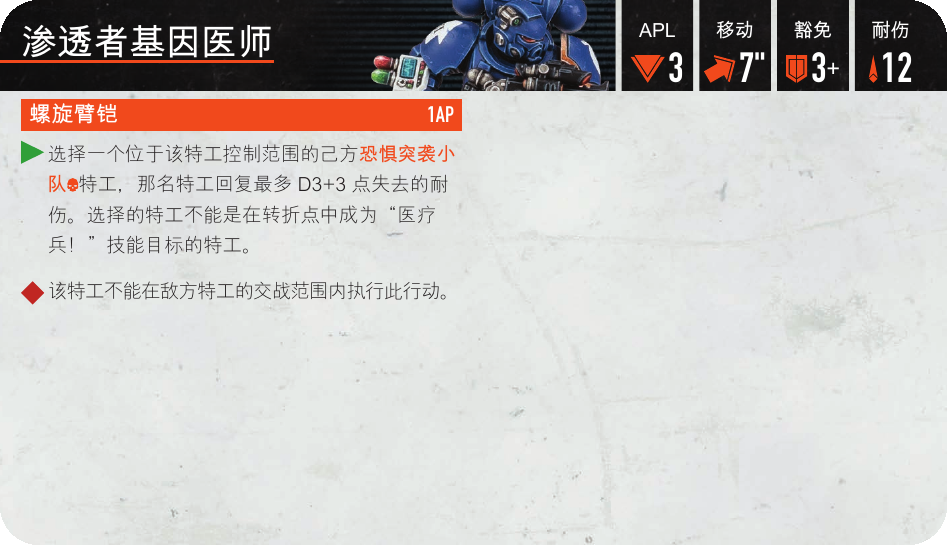 渗透者基因医师
APL 移动 豁免 耐伤
3 7" 3+ 12
螺旋臂铠 1AP
选择一个位于该特工控制范围的己方恐惧突袭小
队特工，那名特工回复最多 D3+3 点失去的耐
伤。选择的特工不能是在转折点中成为“医疗
兵！”技能目标的特工。
该特工不能在敌方特工的交战范围内执行此行动。